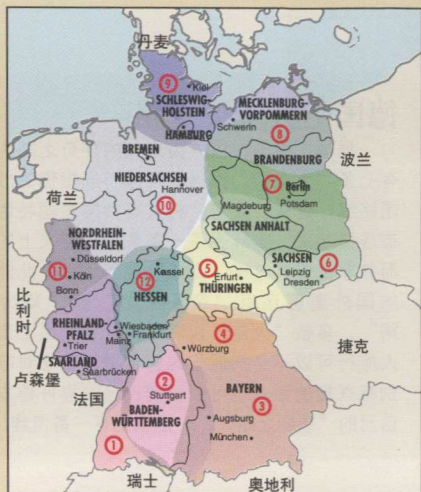 丹麦
⑨
Kiel
SCHLESWIG-
HOLSTEIN
MECKLENBURG-
VORPOMMERN
HAMBURG
Schwerin
⑧
BREMEN
BRANDENBURG
波兰
NIEDERSACHSEN
荷兰
Hannover
⑦
Berlin
Potsdam
Magdeburg
⑩
SACHSEN ANHALT
NORDRHEIN-
WESTFALEN
Düsseldorf
⑪
Köln
Bonn
Kassel
⑫
HESSEN
⑤
Erfurt
THÜRINGEN
SACHSEN
⑥
Leipzig
Dresden
比利时
RHEINLAND-
PFALZ
Wiesbaden
Mainz
Frankfurt
Trier
④
Würzburg
捷克
卢森堡
SAARLAND
Saarbrücken
法国
②
Stuttgart
BADEN-
WÜRTTEMBERG
BAYERN
③
Augsburg
München
①
瑞士
奥地利